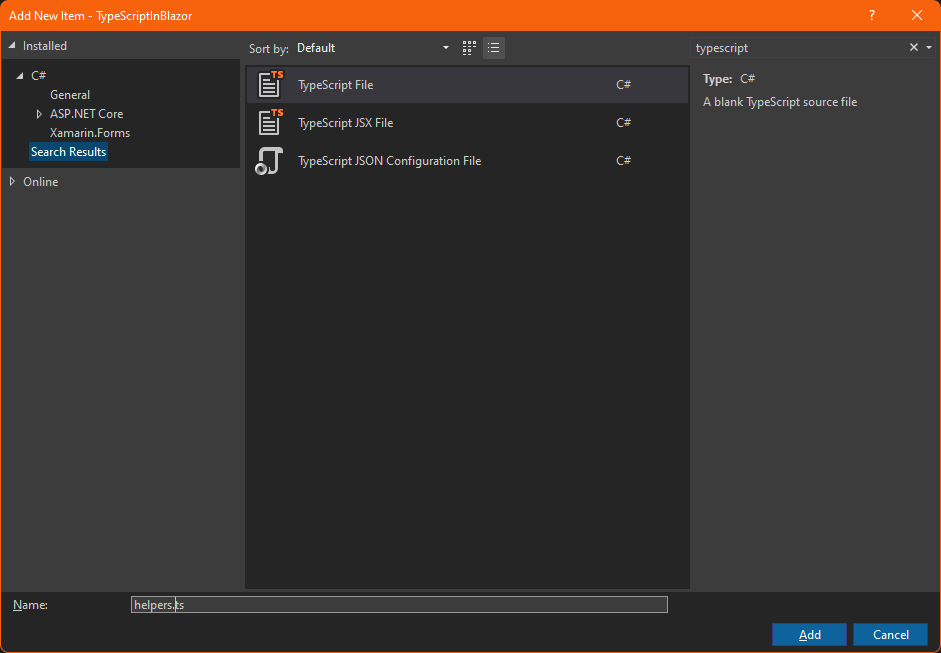 Add New Item - TypeScriptInBlazor ?
Installed
C#
General
ASP.NET Core
Xamarin.Forms
Search Results
Online
Sort by: Default
TS TypeScript File C#
TS TypeScript JSX File C#
TypeScript JSON Configuration File C#
typescript
Type: C#
A blank TypeScript source file
Name: helpers.ts
Add Cancel